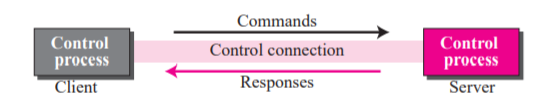 Commands
Control
process
Control connection
Control
process
Client
Responses
Server